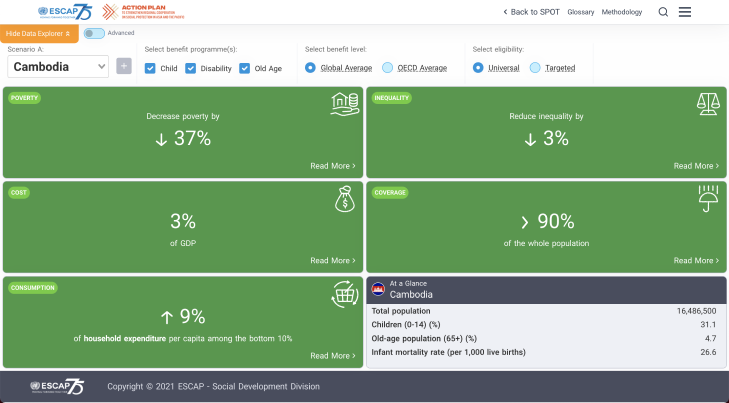 ESCAP 75
ACTION PLAN
Back to SPOT
Glossary
Methodology
Hide Data Explorer
Advanced
Scenario A:
Cambodia
+
Select benefit programme(s):
Child
Disability
Old Age
Select benefit level:
Global Average
OECD Average
Select eligibility:
Universal
Targeted
POVERTY
Decrease poverty by
↓ 37%
Read More >
INEQUALITY
Reduce inequality by
↓ 3%
Read More >
COST
3%
of GDP
Read More >
COVERAGE
> 90%
of the whole population
Read More >
CONSUMPTION
↑ 9%
of household expenditure per capita among the bottom 10%
Read More >
At a Glance
Cambodia
Total population 16,486,500
Children (0-14) (%) 31.1
Old-age population (65+) (%) 4.7
Infant mortality rate (per 1,000 live births) 26.6
ESCAP 75
Copyright © 2021 ESCAP - Social Development Division